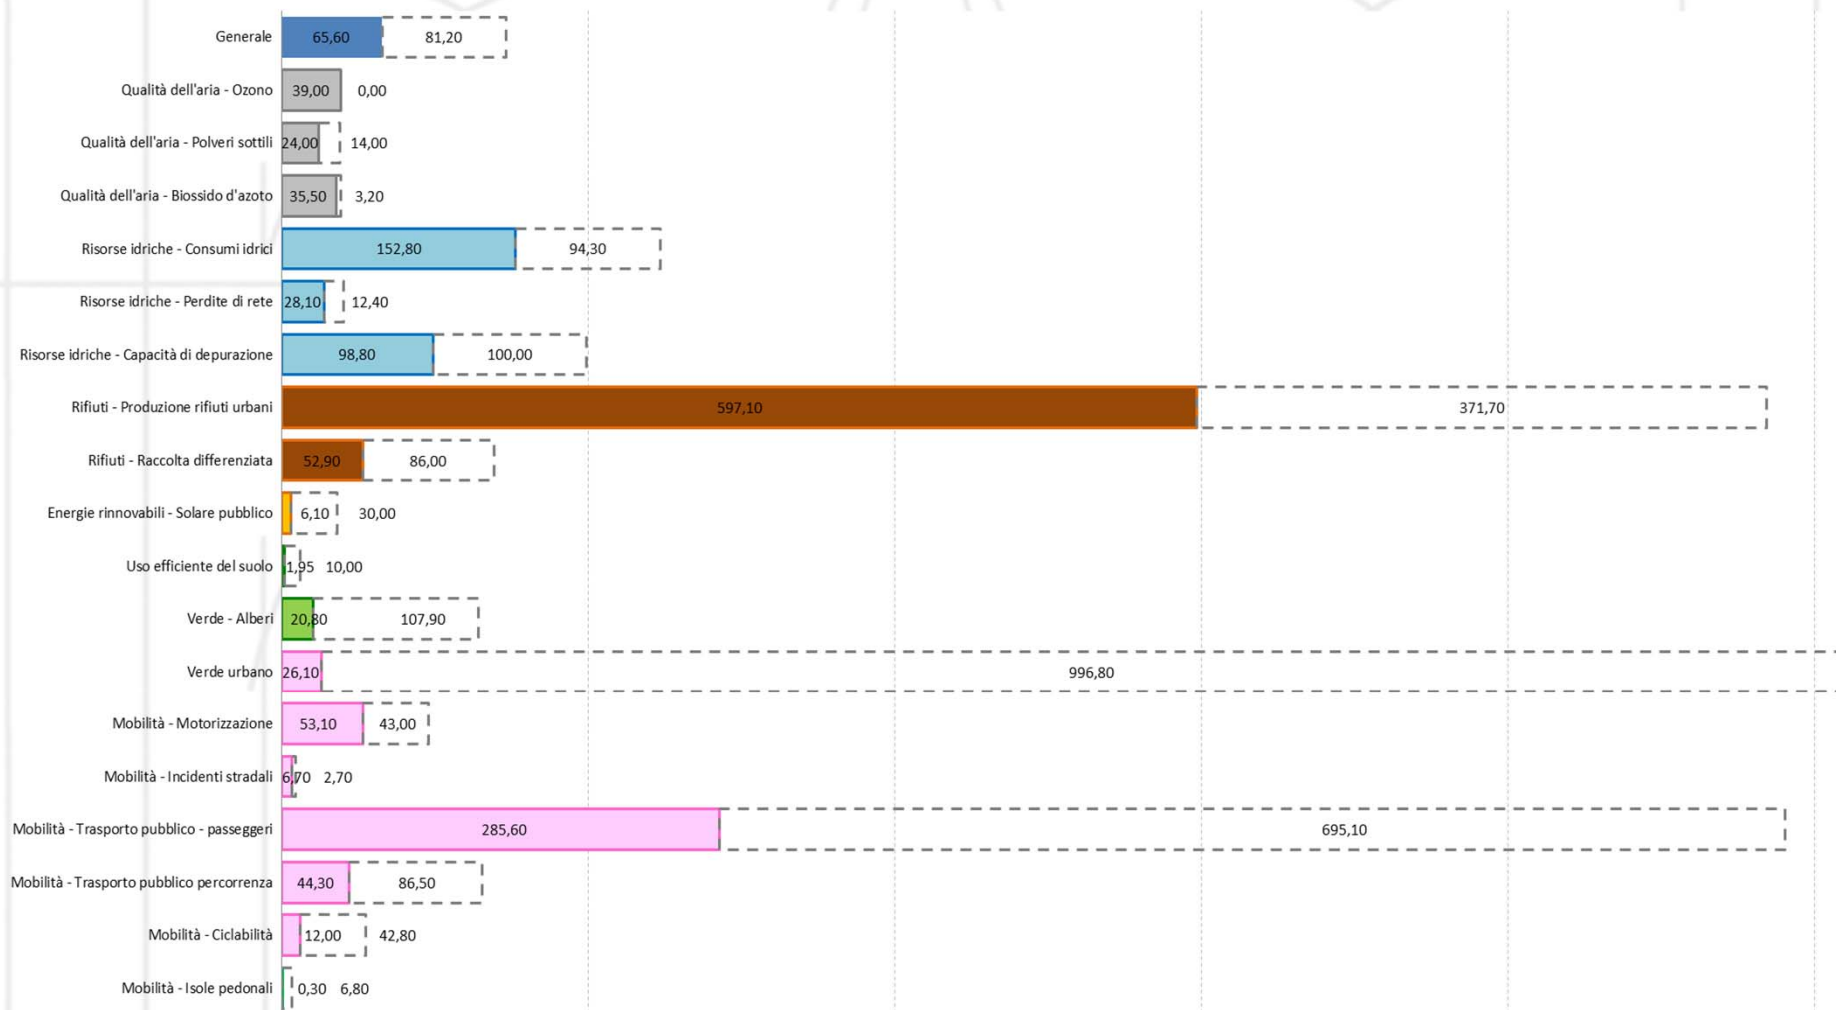 Generale 65,60 81,20
Qualità dell'aria - Ozono 39,00 0,00
Qualità dell'aria - Polveri sottili 24,00 14,00
Qualità dell'aria - Biossido d'azoto 35,50 3,20
Risorse idriche - Consumi idrici 152,80 94,30
Risorse idriche - Perdite di rete 28,10 12,40
Risorse idriche - Capacità di depurazione 98,80 100,00
Rifiuti - Produzione rifiuti urbani 597,10 371,70
Rifiuti - Raccolta differenziata 52,90 86,00
Energie rinnovabili - Solare pubblico 6,10 30,00
Uso efficiente del suolo 1,95 10,00
Verde - Alberi 20,80 107,90
Verde urbano 26,10 996,80
Mobilità - Motorizzazione 53,10 43,00
Mobilità - Incidenti stradali 6,70 2,70
Mobilità - Trasporto pubblico - passeggeri 285,60 695,10
Mobilità - Trasporto pubblico percorrenza 44,30 86,50
Mobilità - Ciclabilità 12,00 42,80
Mobilità - Isole pedonali 0,30 6,80